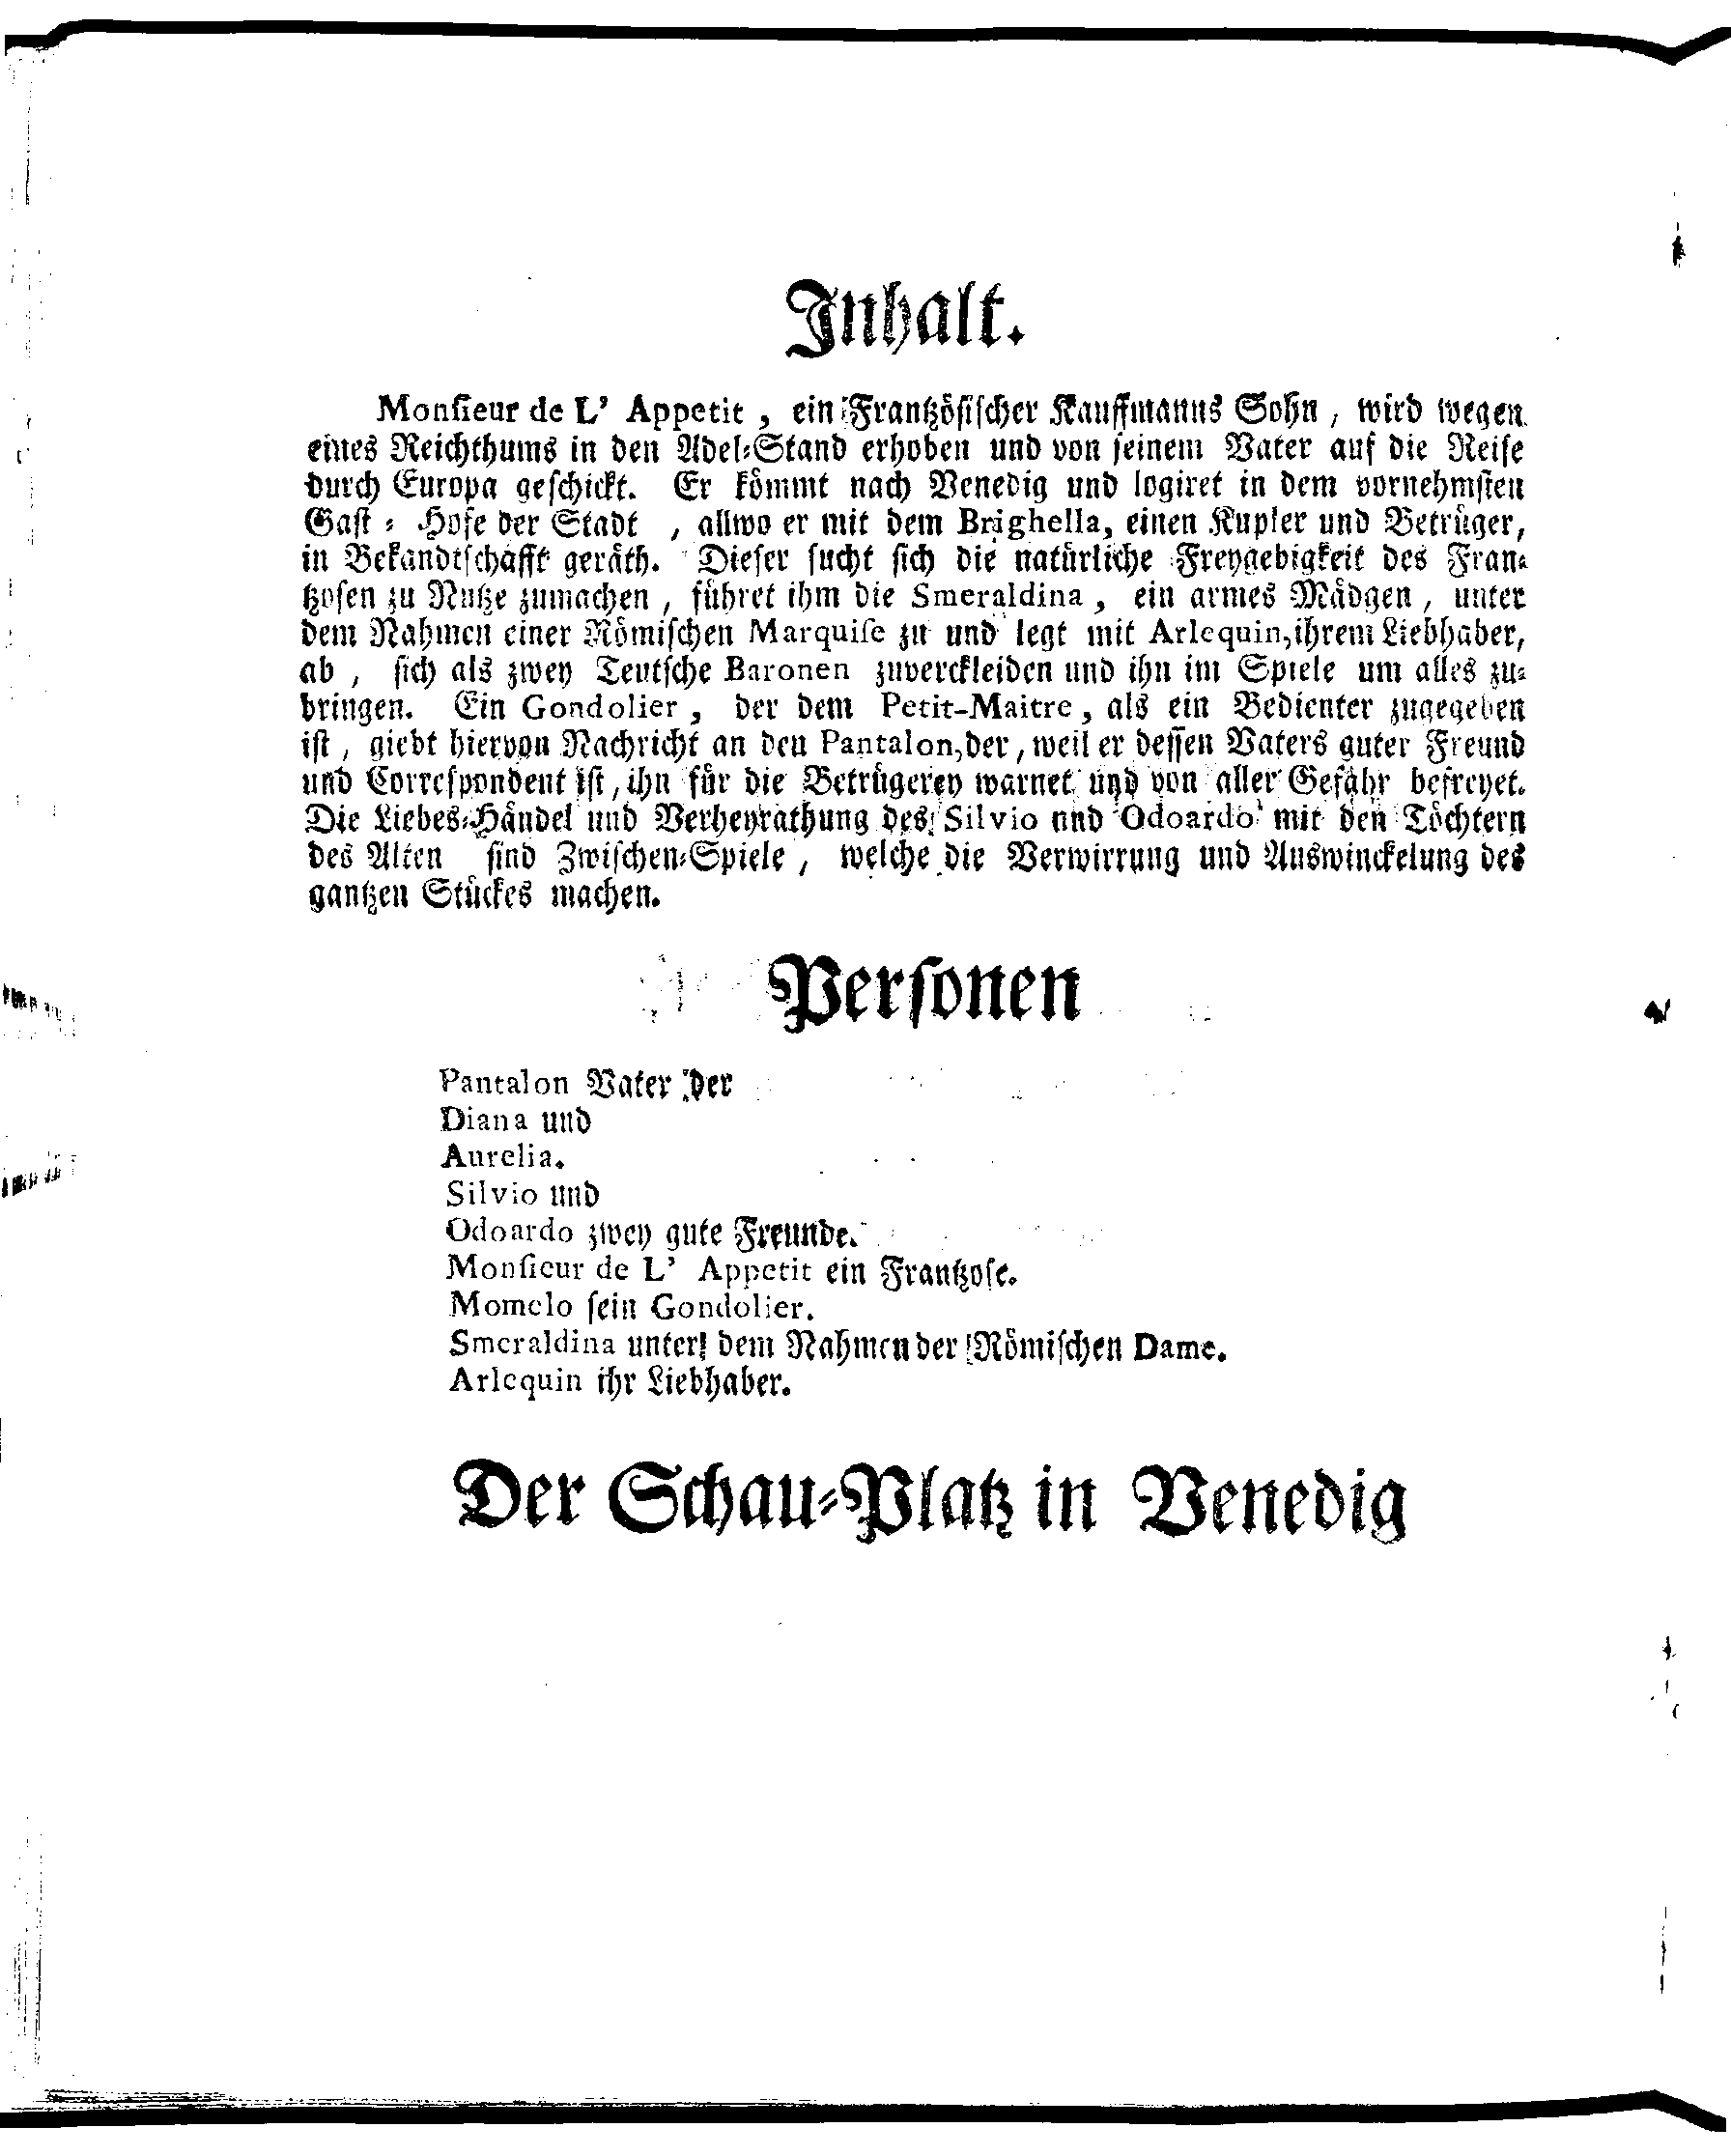 Inhalt.
Monsieur de L' Appetit, ein Frantzösischer Kauffmanns Sohn, wird wegen
eines Reichthums in den Adel-Stand erhoben und von seinem Vater auf die Reise
durch Europa geschickt. Er kömmt nach Venedig und logiret in dem vornehmsten
Gast-Hofe der Stadt, allwo er mit dem Brighella, einen Kupler und Betrüger,
in Bekandtschafft geräth. Dieser sucht sich die natürliche Freygebigkeit des Fran-
tzosen zu Nutze zumachen, führet ihm die Smeraldina, ein armes Mädgen, unter
dem Nahmen einer Römischen Marquise zu und legt mit Arlequin, ihrem Liebhaber,
ab, sich als zwey Teutsche Baronen zuverckleiden und ihn im Spiele um alles zu-
bringen. Ein Gondolier, der dem Petit-Maitre, als ein Bedienter zugegeben
ist, giebt hiervon Nachricht an den Pantalon, der, weil er dessen Vaters guter Freund
und Correspondent ist, ihn für die Betrügerey warnet und von aller Gefahr befreyet.
Die Liebes-Händel und Verheyrathung des Silvio nnd Odoardo mit den Töchtern
des Alten sind Zwischen-Spiele, welche die Verwirrung und Auswinckelung des
gantzen Stückes machen.
Personen
Pantalon Vater der
Diana und
Aurelia.
Silvio und
Odoardo zwey gute Freunde.
Monsieur de L' Appetit ein Frantzose.
Momolo sein Gondolier.
Smeraldina unter dem Nahmen der Römischen Dame.
Arlequin ihr Liebhaber.
Der Schau-Platz in Venedig